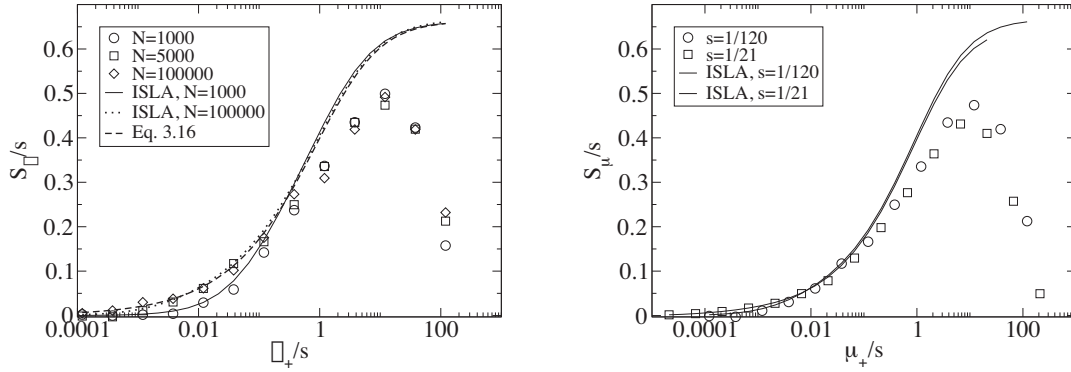 0.6
0.5
0.4
0.3
0.2
0.1
0
S□/s
N=1000
N=5000
N=100000
ISLA, N=1000
ISLA, N=100000
Eq. 3.16
0.0001
0.01
1
100
□+/s
0.6
0.5
0.4
0.3
0.2
0.1
0
Sμ/s
s=1/120
s=1/21
ISLA, s=1/120
ISLA, s=1/21
0.0001
0.01
1
100
μ+/s